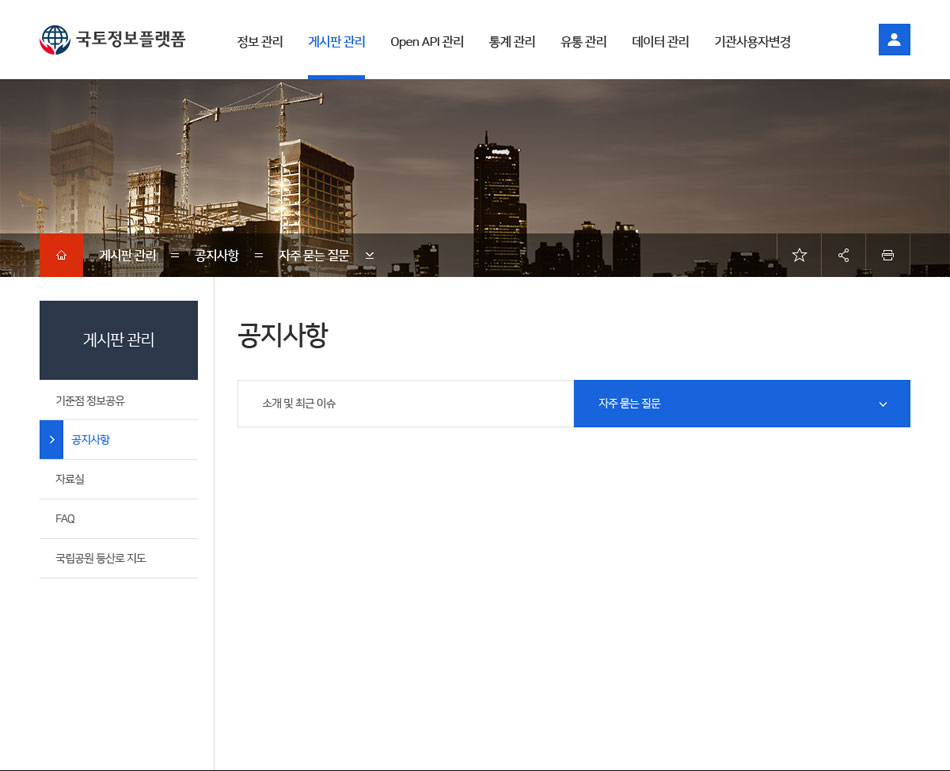 국토정보플랫폼
정보 관리
게시판 관리
Open API 관리
통계 관리
유통 관리
데이터 관리
기관사용자변경
게시판 관리
공지사항
자주 묻는 질문
게시판 관리
기준점 정보공유
공지사항
자료실
FAQ
국립공원 등산로 지도
공지사항
소개 및 최근 이슈
자주 묻는 질문